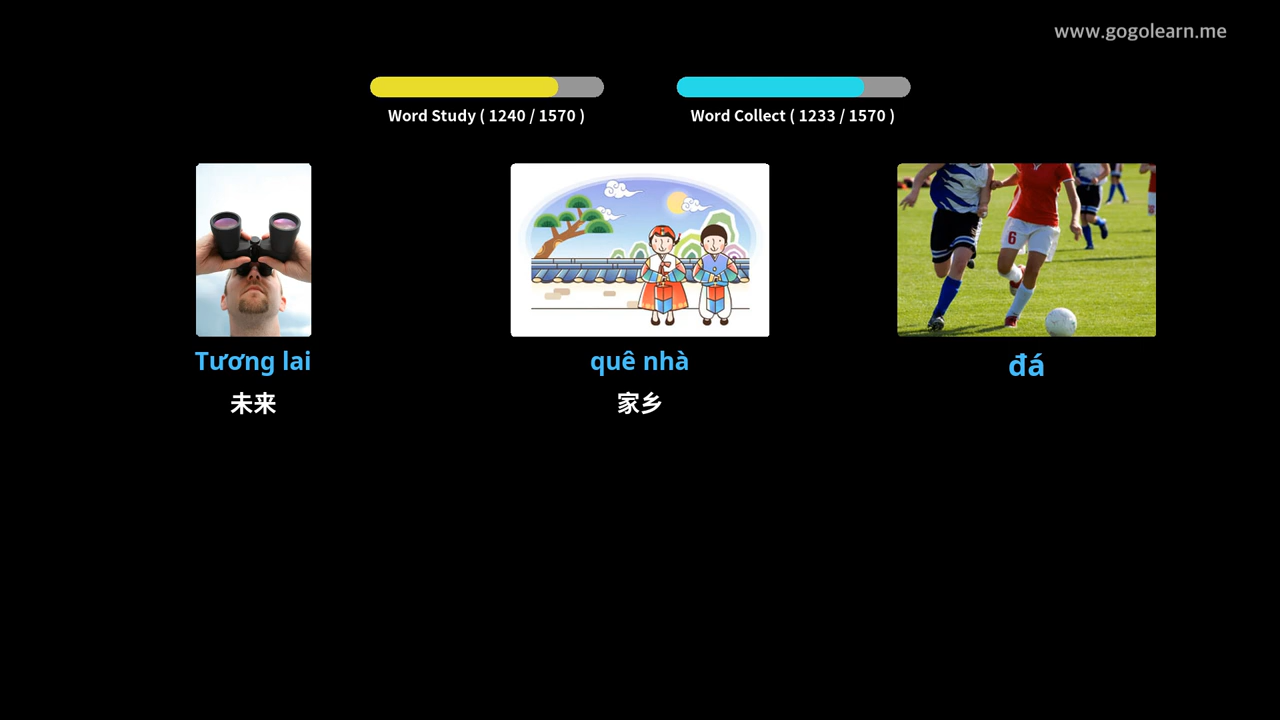 www.gogolearn.me
Word Study ( 1240 / 1570 )
Word Collect ( 1233 / 1570 )
Tương lai
未来
quê nhà
家乡
đá
6